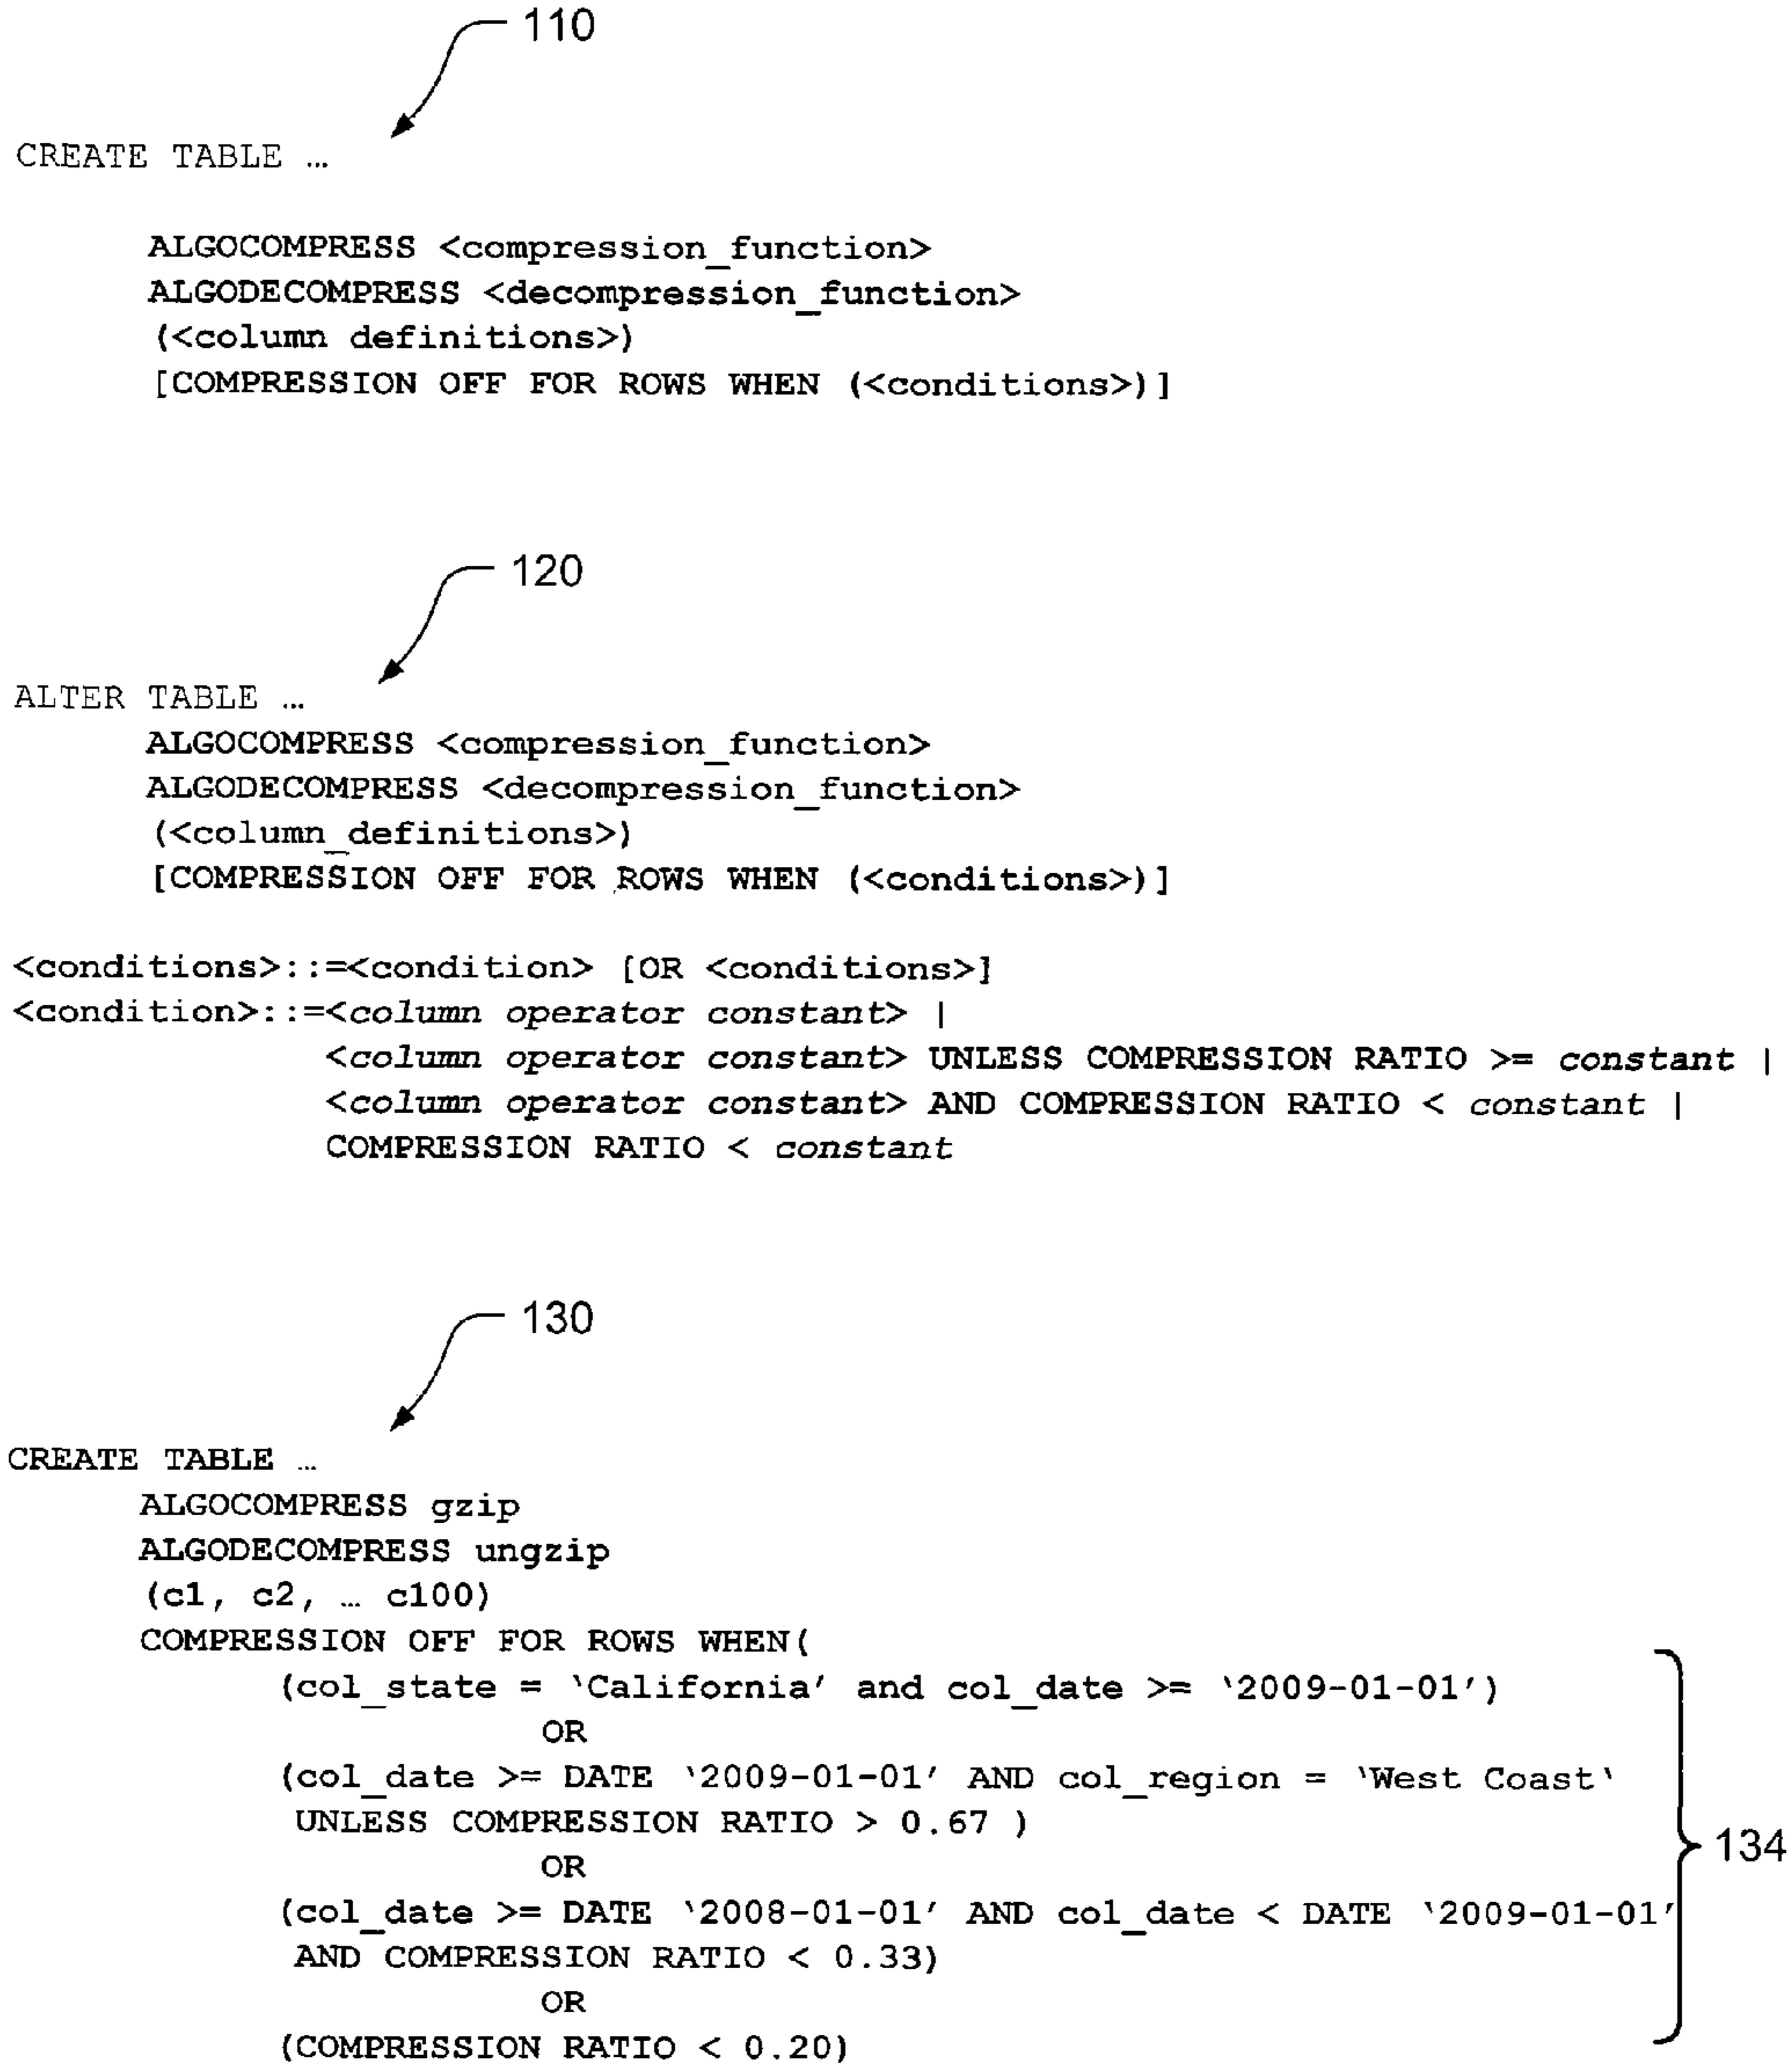 110
CREATE TABLE …
ALGOCOMPRESS <compression_function>
ALGODECOMPRESS <decompression_function>
(<column definitions>)
[COMPRESSION OFF FOR ROWS WHEN (<conditions>)]
120
ALTER TABLE …
ALGOCOMPRESS <compression_function>
ALGODECOMPRESS <decompression_function>
(<column_definitions>)
[COMPRESSION OFF FOR ROWS WHEN (<conditions>)]
<conditions>::=<condition> [OR <conditions>]
<condition>::=<column operator constant> |
<column operator constant> UNLESS COMPRESSION RATIO >= constant |
<column operator constant> AND COMPRESSION RATIO < constant |
COMPRESSION RATIO < constant
130
CREATE TABLE …
ALGOCOMPRESS gzip
ALGODECOMPRESS ungzip
(c1, c2, … c100)
COMPRESSION OFF FOR ROWS WHEN(
(col_state = ‵California′ and col_date >= ‵2009-01-01′)
OR
(col_date >= DATE ‵2009-01-01′ AND col_region = ‵West Coast‵
UNLESS COMPRESSION RATIO > 0.67 )
OR
(col_date >= DATE ‵2008-01-01′ AND col_date < DATE ‵2009-01-01′
AND COMPRESSION RATIO < 0.33)
OR
(COMPRESSION RATIO < 0.20)
134